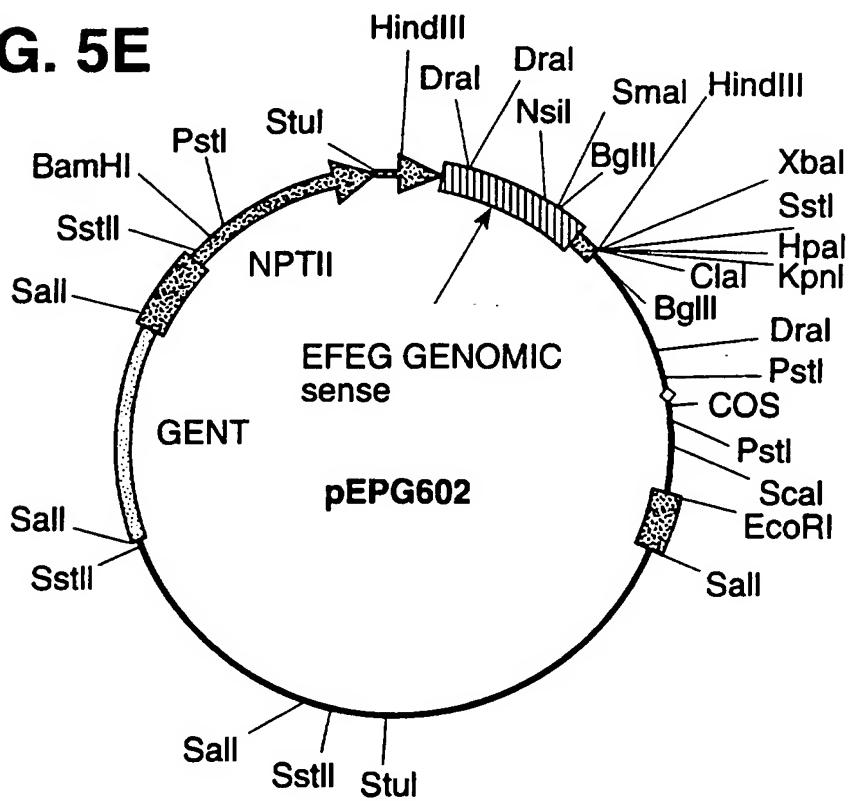 G. 5E
HindIII
DraI
DraI
NsiI
SmaI
HindIII
BglII
XbaI
SstI
HpaI
KpnI
ClaI
BglII
DraI
PstI
COS
PstI
ScaI
EcoRI
SalI
StuI
SstII
SalI
SstII
SalI
GENT
SalI
SstII
BamHI
PstI
StuI
NPTII
EFEG GENOMIC
sense
pEPG602